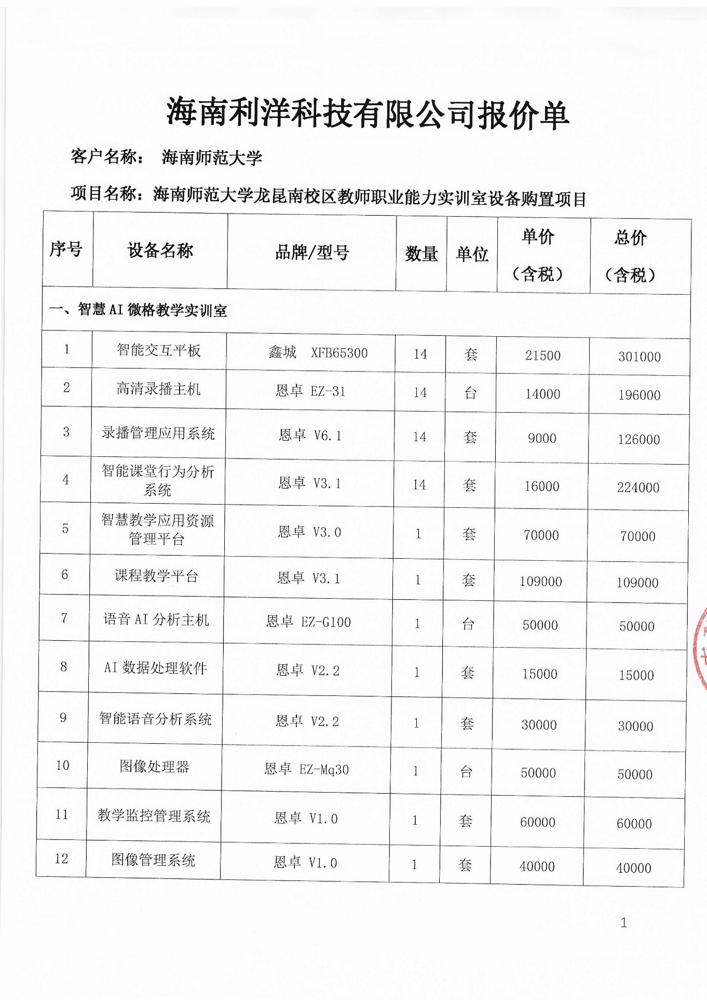 海南利洋科技有限公司报价单
客户名称： 海南师范大学
项目名称：海南师范大学龙昆南校区教师职业能力实训室设备购置项目
序号 设备名称 品牌/型号 数量 单位 单价（含税） 总价（含税）
一、智慧 AI 微格教学实训室
1 智能交互平板 鑫城 XFB65300 14 套 21500 301000
2 高清录播主机 恩卓 EZ-31 14 台 14000 196000
3 录播管理应用系统 恩卓 V6.1 14 套 9000 126000
4 智能课堂行为分析系统 恩卓 V3.1 14 套 16000 224000
5 智慧教学应用资源管理平台 恩卓 V3.0 1 套 70000 70000
6 课程教学平台 恩卓 V3.1 1 套 109000 109000
7 语音 AI 分析主机 恩卓 EZ-G100 1 台 50000 50000
8 AI 数据处理软件 恩卓 V2.2 1 套 15000 15000
9 智能语音分析系统 恩卓 V2.2 1 套 30000 30000
10 图像处理器 恩卓 EZ-Mq30 1 台 50000 50000
11 教学监控管理系统 恩卓 V1.0 1 套 60000 60000
12 图像管理系统 恩卓 V1.0 1 套 40000 40000
1